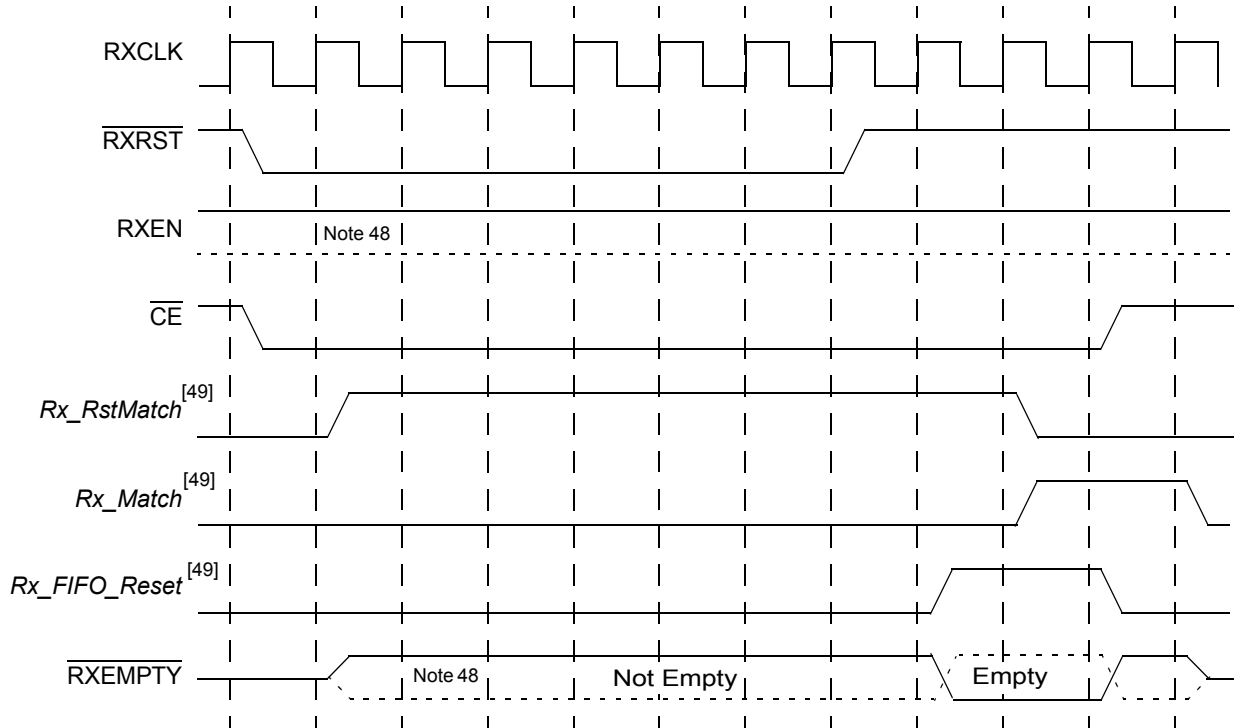 RXCLK
RXRST
RXEN
Note 48
CE
Rx_RstMatch[49]
Rx_Match[49]
Rx_FIFO_Reset[49]
RXEMPTY
Note 48
Not Empty
Empty